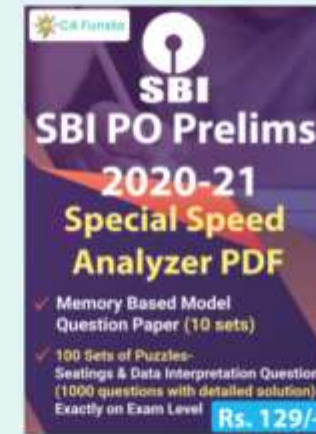 CA Funsta
SBI
SBI PO Prelims
2020-21
Special Speed
Analyzer PDF
✓ Memory Based Model
Question Paper (10 sets)
✓ 100 Sets of Puzzles-
Seatings & Data Interpretation Question
(1000 questions with detailed solution)
Exactly on Exam Level
Rs. 129/-